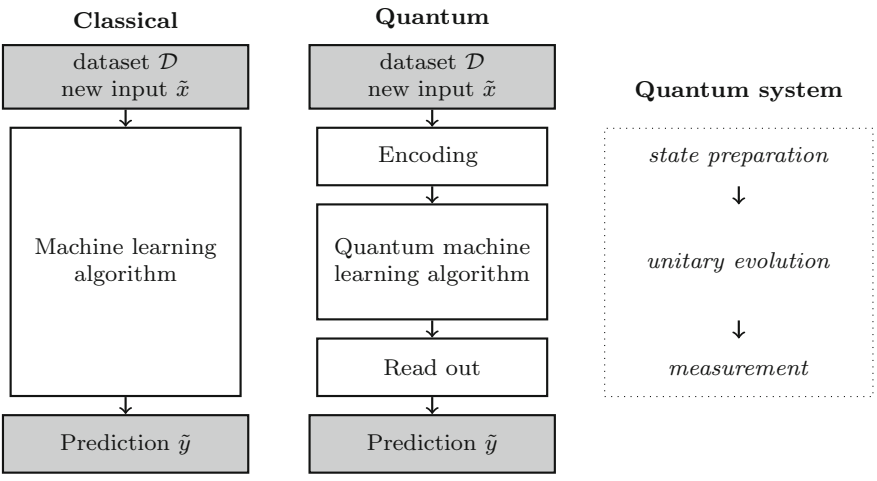 Classical
dataset 𝒟
new input x̃
Machine learning
algorithm
Prediction ỹ
Quantum
dataset 𝒟
new input x̃
Encoding
Quantum machine
learning algorithm
Read out
Prediction ỹ
Quantum system
state preparation
unitary evolution
measurement